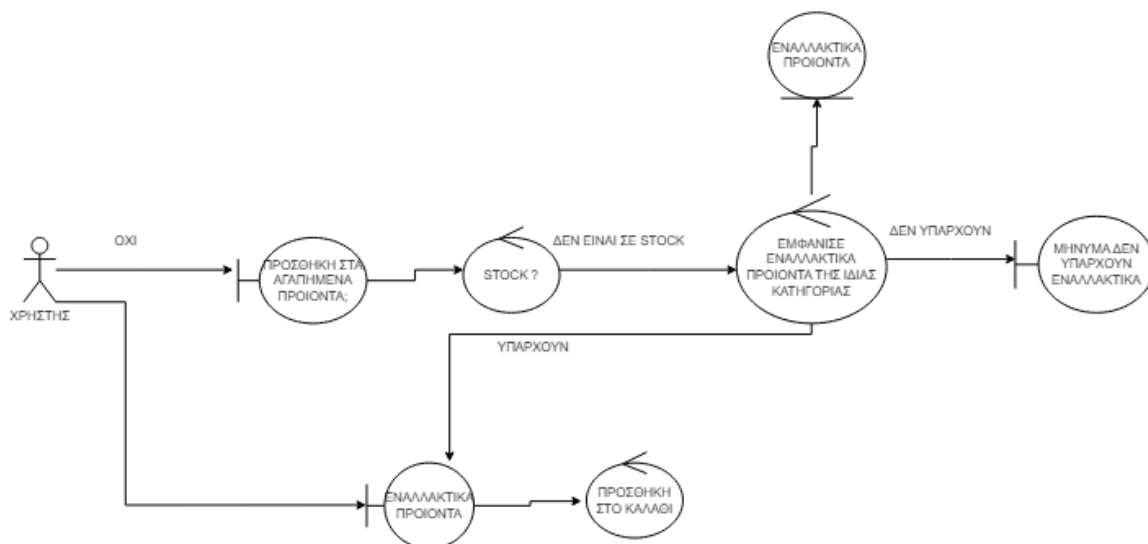 ΕΝΑΛΛΑΚΤΙΚΑ
ΠΡΟΙΟΝΤΑ
ΟΧΙ
ΠΡΟΣΘΗΚΗ ΣΤΑ
ΑΓΑΠΗΜΕΝΑ
ΠΡΟΙΟΝΤΑ;
STOCK ?
ΔΕΝ ΕΙΝΑΙ ΣΕ STOCK
ΕΜΦΑΝΙΣΕ
ΕΝΑΛΛΑΚΤΙΚΑ
ΠΡΟΙΟΝΤΑ ΤΗΣ ΙΔΙΑΣ
ΚΑΤΗΓΟΡΙΑΣ
ΔΕΝ ΥΠΑΡΧΟΥΝ
ΜΗΝΥΜΑ ΔΕΝ
ΥΠΑΡΧΟΥΝ
ΕΝΑΛΛΑΚΤΙΚΑ
ΧΡΗΣΤΗΣ
ΥΠΑΡΧΟΥΝ
ΕΝΑΛΛΑΚΤΙΚΑ
ΠΡΟΙΟΝΤΑ
ΠΡΟΣΘΗΚΗ
ΣΤΟ ΚΑΛΑΘΙ